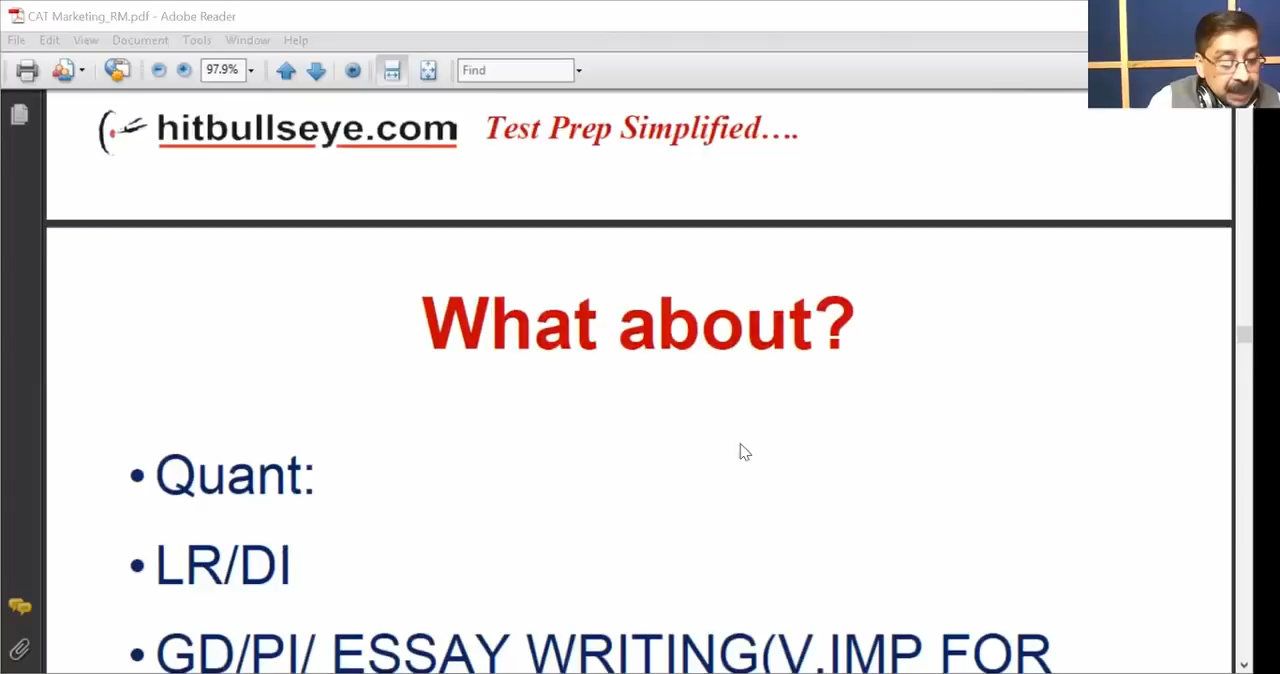 CAT Marketing_RM.pdf - Adobe Reader
File Edit View Document Tools Window Help
97.9% Find
hitbullseye.com Test Prep Simplified....
What about?
• Quant:
• LR/DI
• GD/PI/ ESSAY WRITING(V.IMP FOR